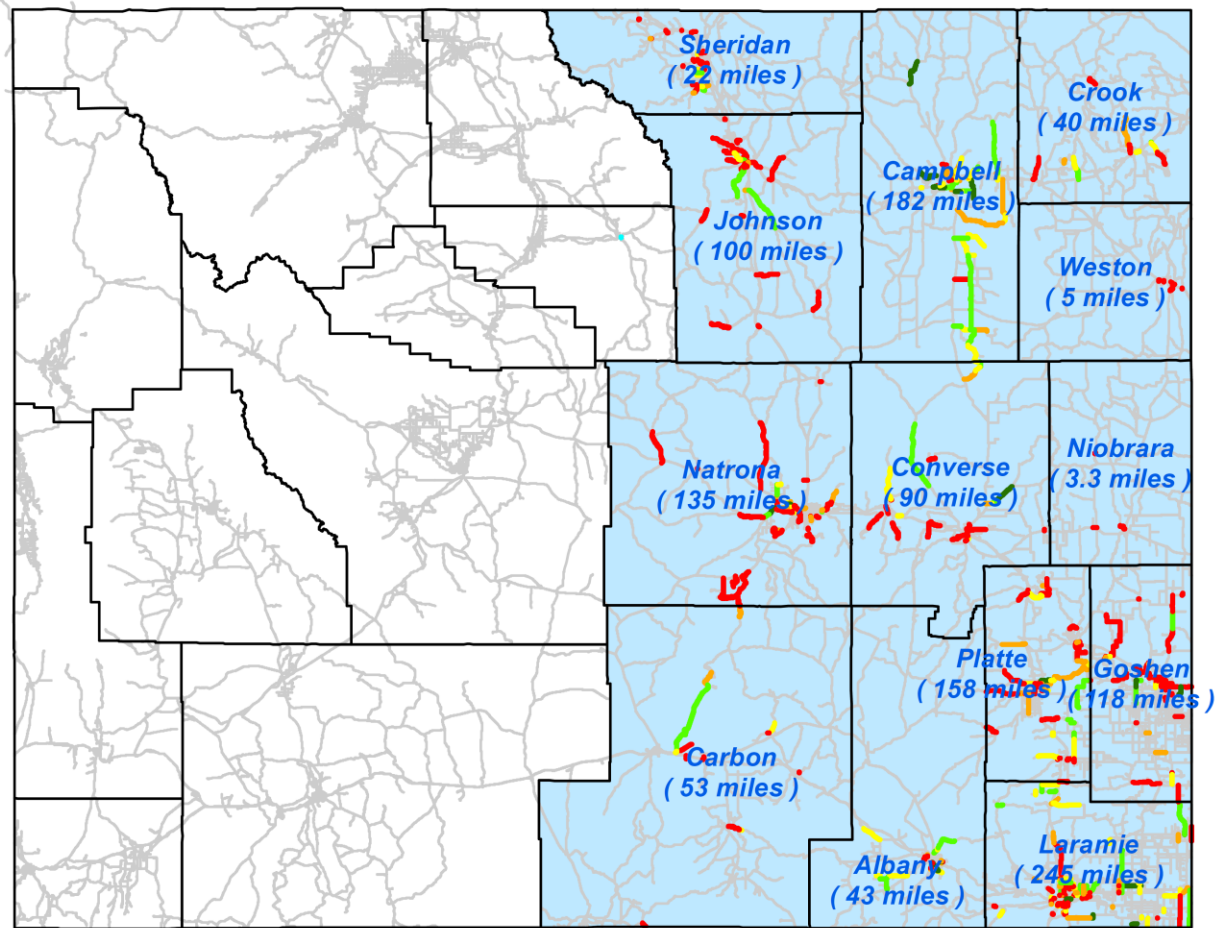 Sheridan
( 22 miles )
Crook
( 40 miles )
Campbell
( 182 miles )
Johnson
( 100 miles )
Weston
( 5 miles )
Natrona
( 135 miles )
Converse
( 90 miles )
Niobrara
( 3.3 miles )
Platte
( 158 miles )
Goshen
( 118 miles )
Carbon
( 53 miles )
Albany
( 43 miles )
Laramie
( 245 miles )